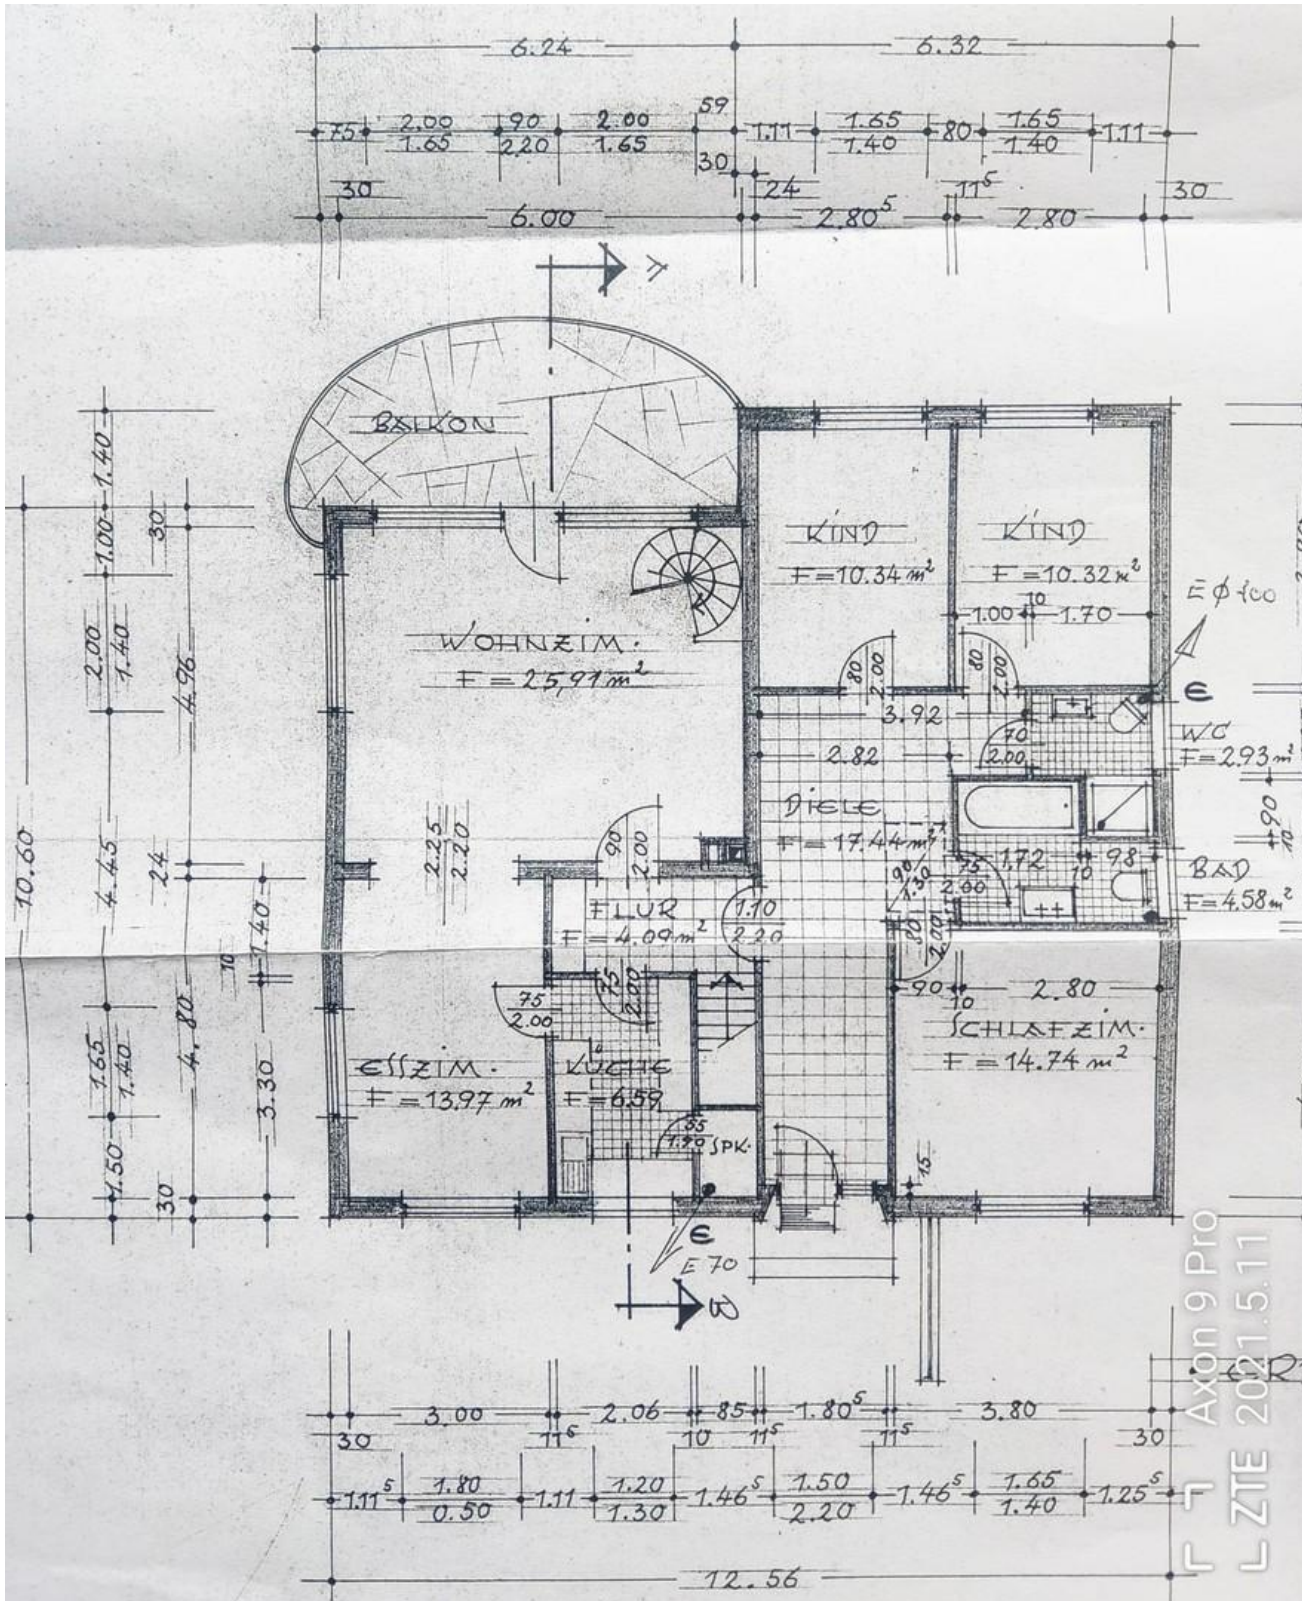 6.24 6.32
75 2.00 90 2.00 59 1.11 1.65 80 1.65 1.11
1.65 2.20 1.65 1.40 1.40
30 30 24 11⁵ 30
6.00 2.80⁵ 2.80
BALKON
KIND
F=10.34 m²
KIND
F=10.32 m²
1.00 10 1.70
E Ø 100
WOHNZIM.
F=25,91 m²
80
2.00
80
2.00
3.92
2.82
70
2.00
E
WC
F=2.93 m²
DIELE
F=17.44 m²
90
2.00
2.25
2.20
90
1.30
75
2.00
1.72 10 98
BAD
F=4.58 m²
FLUR
F=4.09 m²
1.10
2.20
80
2.00
90 10 2.80
SCHLAFZIM.
F=14.74 m²
75
2.00
75
2.00
ESSZIM.
F=13,97 m²
KÜCHE
F=6.59
SPK.
15
E
E 70
B
1.40
1.00
30
2.00
1.40
4.96
10.60
4.45
24
1.40
10
1.65
1.40
4.80
3.30
1.50
30
90
10
3.00 2.06 85 1.80⁵ 3.80
30 11⁵ 10 11⁵ 11⁵ 30
1.11⁵ 1.80 1.11 1.20 1.46⁵ 1.50 1.46⁵ 1.65 1.25⁵
0.50 1.30 2.20 1.40
12.56
Axon 9 Pro
ZTE 2021.5.11